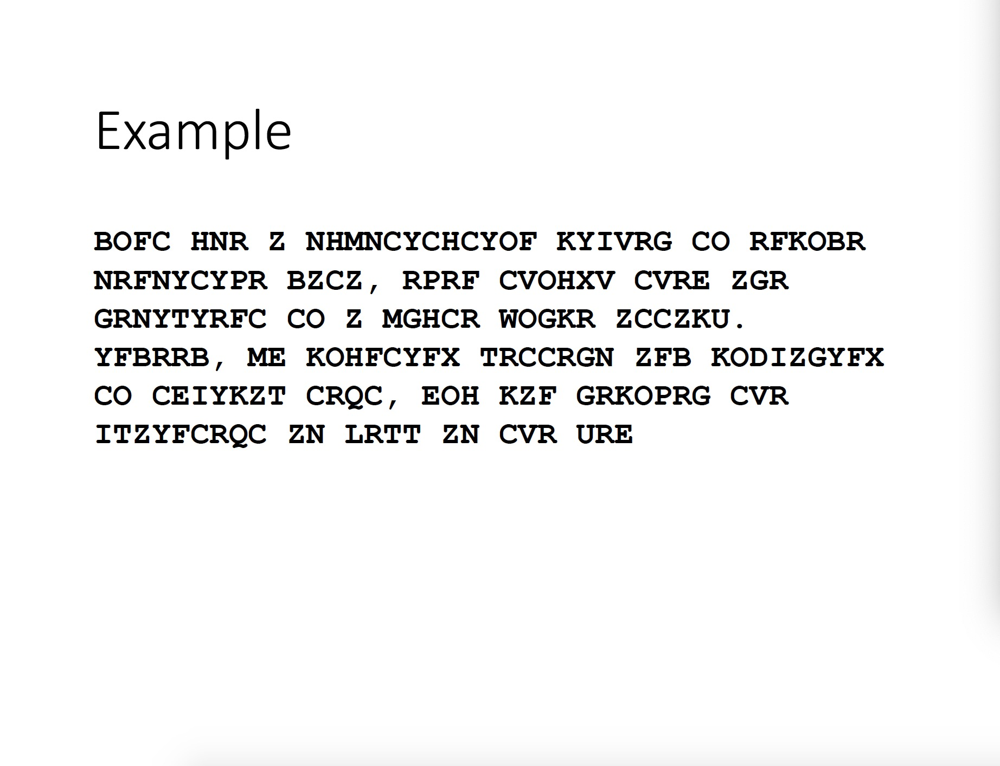 Example
BOFC HNR Z NHMNCYCHCYOF KYIVRG CO RFKOBR
NRFNYCYPR BZCZ, RPRF CVOHXV CVRE ZGR
GRNYTYRFC CO Z MGHCR WOGKR ZCCZKU.
YFBRRB, ME KOHFCYFX TRCCRGN ZFB KODIZGYFX
CO CEIYKZT CRQC, EOH KZF GRKOPRG CVR
ITZYFCRQC ZN LRTT ZN CVR URE